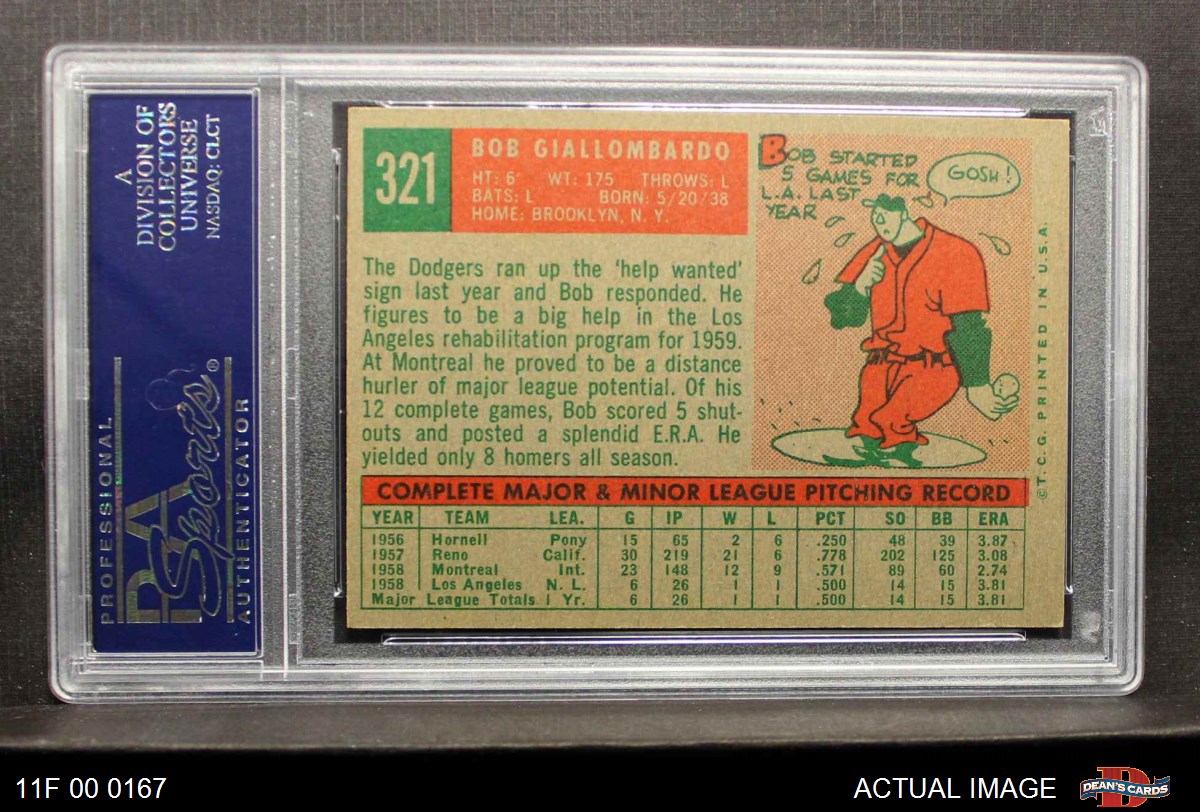 A
DIVISION OF
COLLECTORS
UNIVERSE
NASDAQ: CLCT
PROFESSIONAL
PSA
Sports®
AUTHENTICATOR
321
BOB GIALLOMBARDO
HT: 6' WT: 175 THROWS: L
BATS: L BORN: 5/20/38
HOME: BROOKLYN, N. Y.
The Dodgers ran up the 'help wanted'
sign last year and Bob responded. He
figures to be a big help in the Los
Angeles rehabilitation program for 1959.
At Montreal he proved to be a distance
hurler of major league potential. Of his
12 complete games, Bob scored 5 shut-
outs and posted a splendid E.R.A. He
yielded only 8 homers all season.
BOB STARTED
5 GAMES FOR
L.A. LAST
YEAR
GOSH!
©T.C.G. PRINTED IN U.S.A.
COMPLETE MAJOR & MINOR LEAGUE PITCHING RECORD
YEAR TEAM LEA. G IP W L PCT SO BB ERA
1956 Hornell Pony 15 65 2 6 .250 48 39 3.87
1957 Reno Calif. 30 219 21 6 .778 202 125 3.08
1958 Montreal Int. 23 148 12 9 .571 89 60 2.74
1958 Los Angeles N. L. 6 26 1 1 .500 14 15 3.81
Major League Totals 1 Yr. 6 26 1 1 .500 14 15 3.81
11F 00 0167
ACTUAL IMAGE
D
DEAN'S CARDS